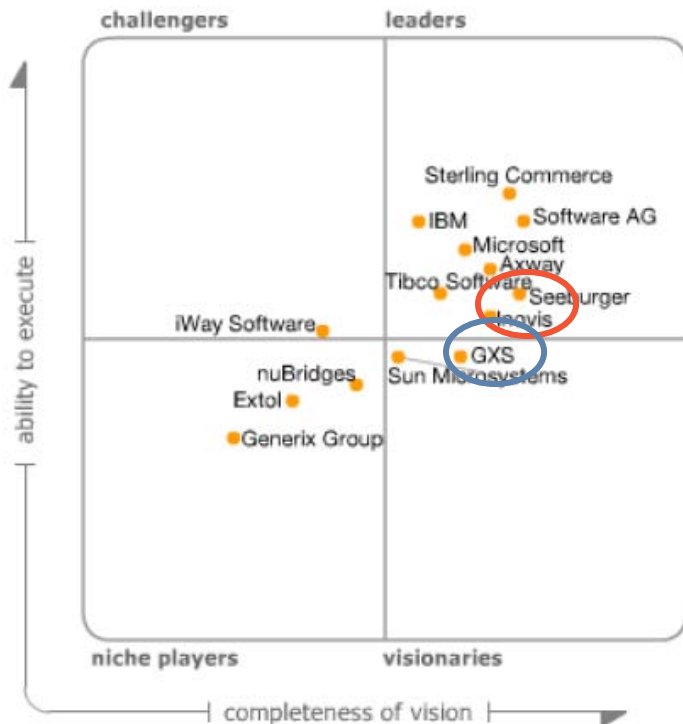 challengers
leaders
Sterling Commerce
IBM
Software AG
Microsoft
Axway
Tibco Software
Seeburger
Inovis
iWay Software
GXS
Sun Microsystems
nuBridges
Extol
Generix Group
ability to execute
niche players
visionaries
completeness of vision